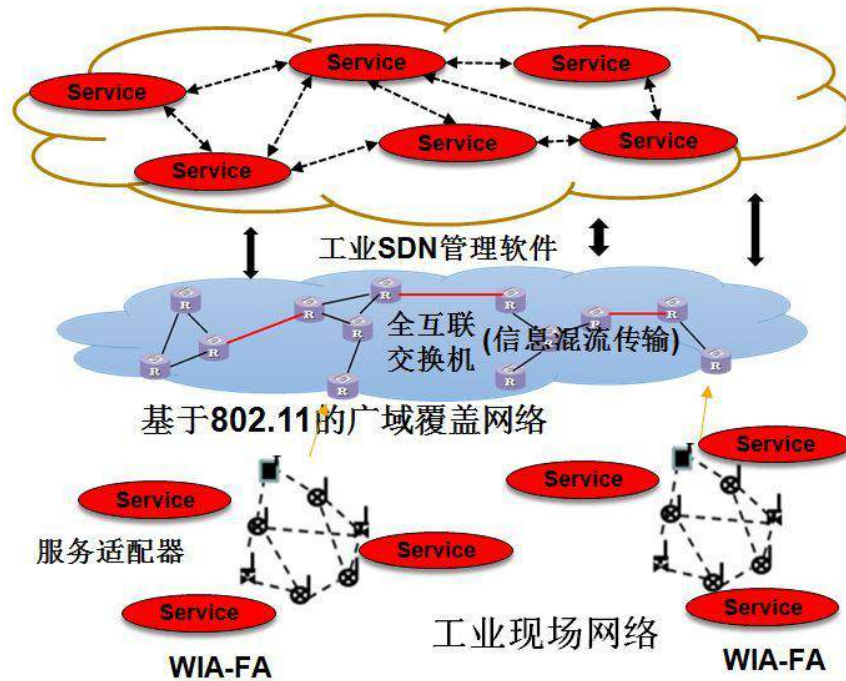 Service
Service
Service
Service
Service
Service
工业SDN管理软件
R
R
R
R
R
R
R
R
R
R
R
R
R
全互联
交换机
(信息混流传输)
基于802.11的广域覆盖网络
Service
Service
Service
Service
服务适配器
Service
Service
工业现场网络
WIA-FA
WIA-FA